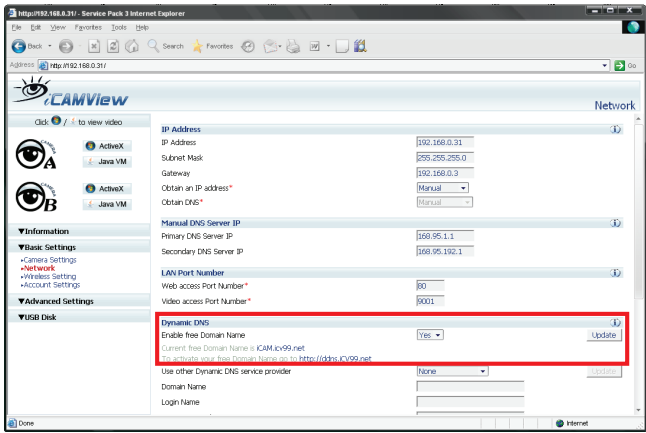 http://192.168.0.31/ - Service Pack 3 Internet Explorer
File Edit View Favorites Tools Help
Back Search Favorites
Address http://192.168.0.31/ Go
iCAMView
Network
Click / to view video
CAMERA A ActiveX
Java VM
CAMERA B ActiveX
Java VM
▼Information
▼Basic Settings
•Camera Settings
•Network
•Wireless Setting
•Account Settings
▼Advanced Settings
▼USB Disk
IP Address
IP Address 192.168.0.31
Subnet Mask 255.255.255.0
Gateway 192.168.0.3
Obtain an IP address* Manual
Obtain DNS* Manual
Manual DNS Server IP
Primary DNS Server IP 168.95.1.1
Secondary DNS Server IP 168.95.192.1
LAN Port Number
Web access Port Number* 80
Video access Port Number* 9001
Dynamic DNS
Enable free Domain Name Yes Update
Current free Domain Name is iCAM.icv99.net
To activate your free Domain Name go to http://ddns.iCV99.net
Use other Dynamic DNS service provider None Update
Domain Name
Login Name
Done Internet